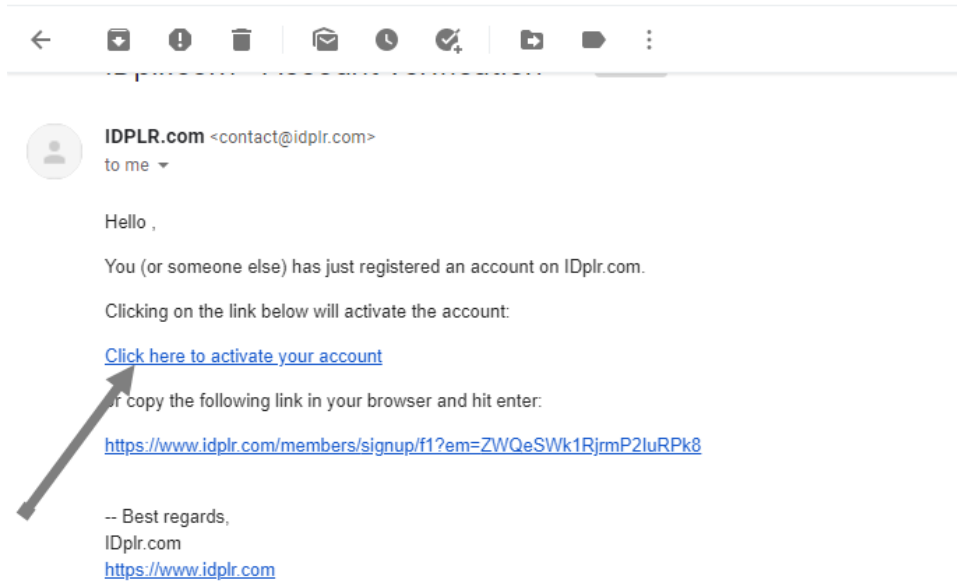 IDPLR.com <contact@idplr.com>
to me
Hello ,
You (or someone else) has just registered an account on IDplr.com.
Clicking on the link below will activate the account:
Click here to activate your account
copy the following link in your browser and hit enter:
https://www.idplr.com/members/signup/f1?em=ZWQeSWk1RjrmP2IuRPk8
-- Best regards,
IDplr.com
https://www.idplr.com